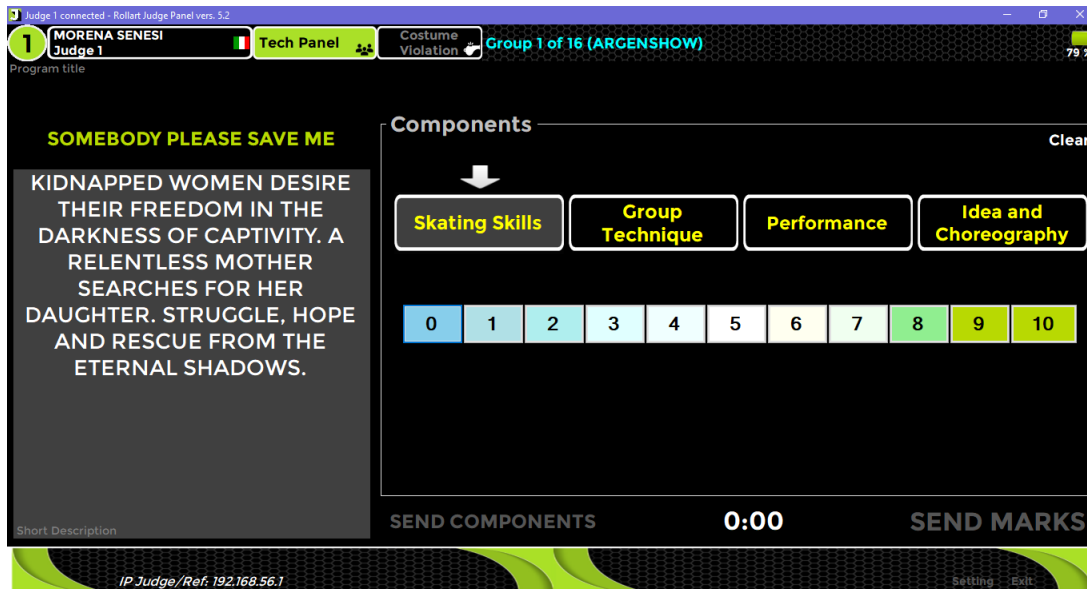 Judge 1 connected - Rollart Judge Panel vers. 5.2
1
MORENA SENESI
Judge 1
Tech Panel
Costume
Violation
Group 1 of 16 (ARGENSHOW)
79
Program title
SOMEBODY PLEASE SAVE ME
KIDNAPPED WOMEN DESIRE
THEIR FREEDOM IN THE
DARKNESS OF CAPTIVITY. A
RELENTLESS MOTHER
SEARCHES FOR HER
DAUGHTER. STRUGGLE, HOPE
AND RESCUE FROM THE
ETERNAL SHADOWS.
Short Description
Components
Clear
Skating Skills
Group
Technique
Performance
Idea and
Choreography
0 1 2 3 4 5 6 7 8 9 10
SEND COMPONENTS
0:00
SEND MARKS
IP Judge/Ref: 192.168.56.1
Setting
Exit